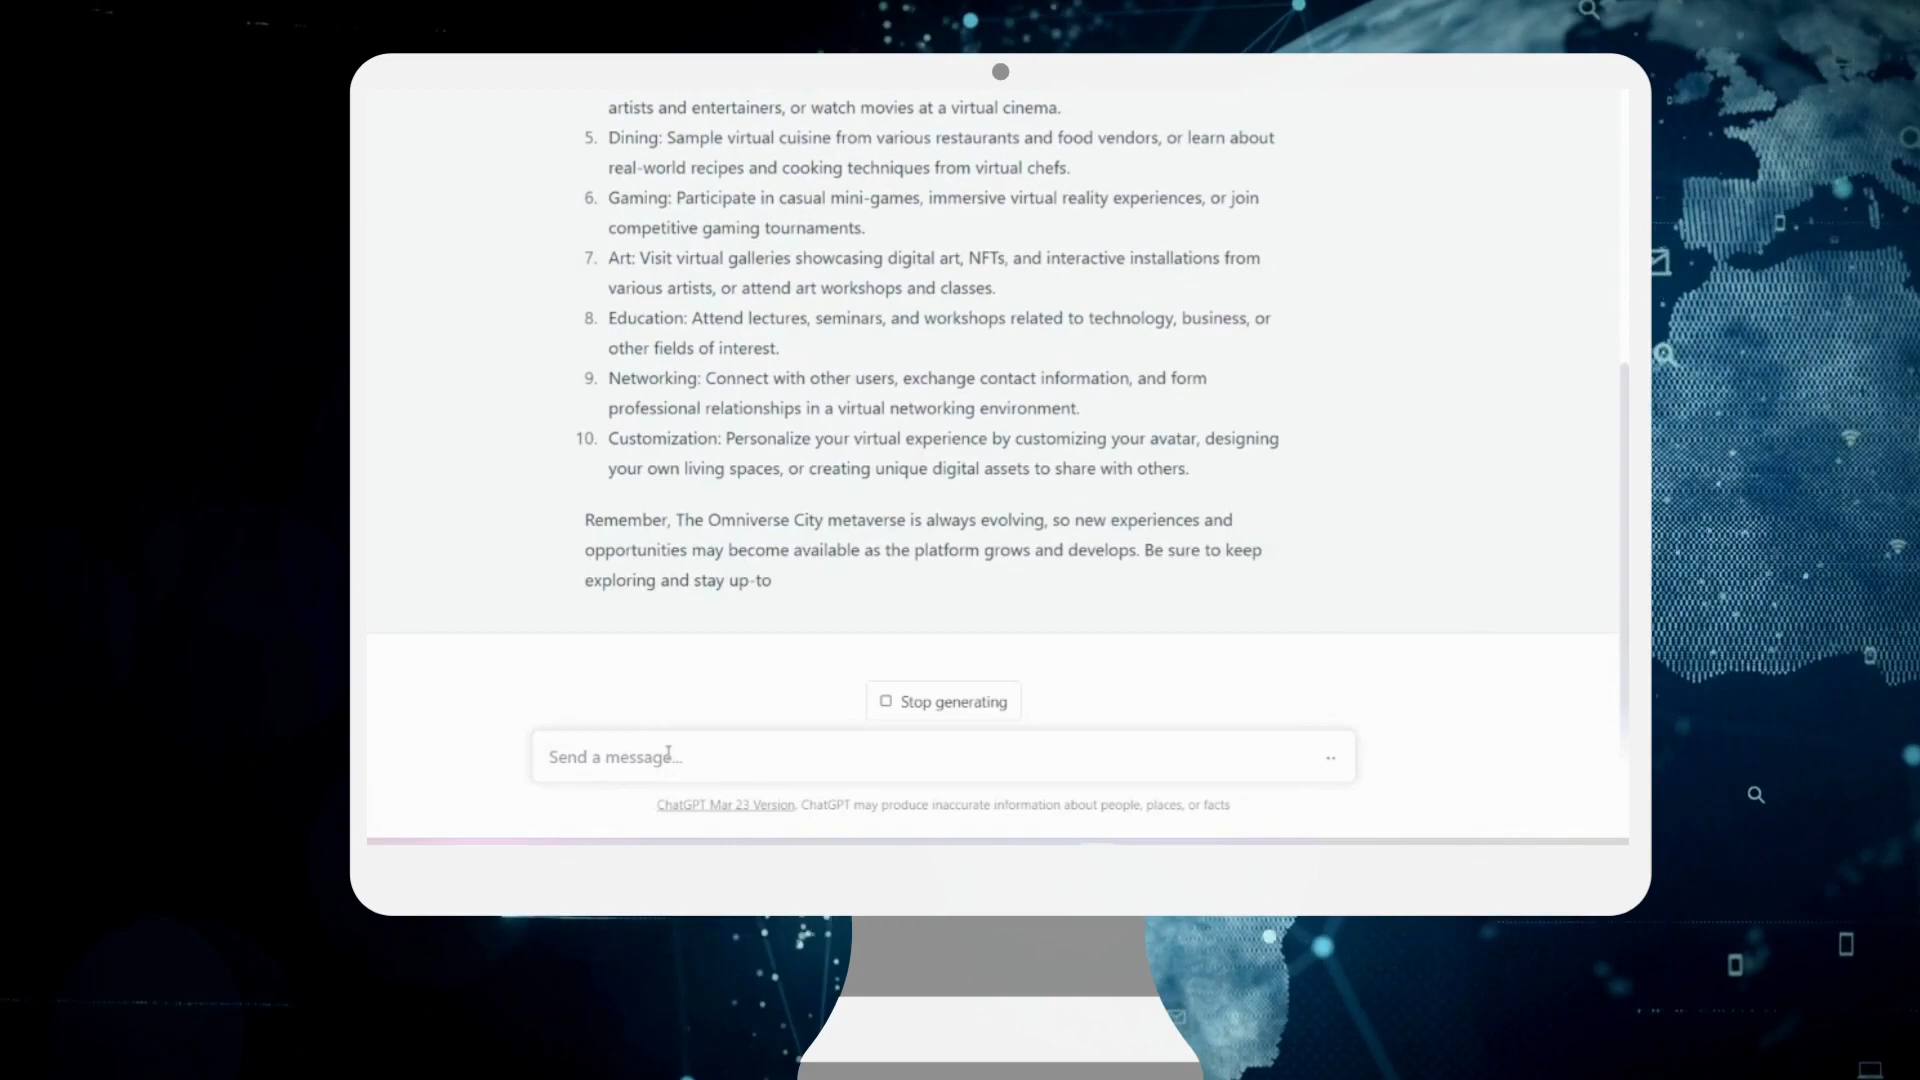 artists and entertainers, or watch movies at a virtual cinema.
5. Dining: Sample virtual cuisine from various restaurants and food vendors, or learn about
real-world recipes and cooking techniques from virtual chefs.
6. Gaming: Participate in casual mini-games, immersive virtual reality experiences, or join
competitive gaming tournaments.
7. Art: Visit virtual galleries showcasing digital art, NFTs, and interactive installations from
various artists, or attend art workshops and classes.
8. Education: Attend lectures, seminars, and workshops related to technology, business, or
other fields of interest.
9. Networking: Connect with other users, exchange contact information, and form
professional relationships in a virtual networking environment.
10. Customization: Personalize your virtual experience by customizing your avatar, designing
your own living spaces, or creating unique digital assets to share with others.
Remember, The Omniverse City metaverse is always evolving, so new experiences and
opportunities may become available as the platform grows and develops. Be sure to keep
exploring and stay up-to
Stop generating
Send a message...
ChatGPT Mar 23 Version. ChatGPT may produce inaccurate information about people, places, or facts